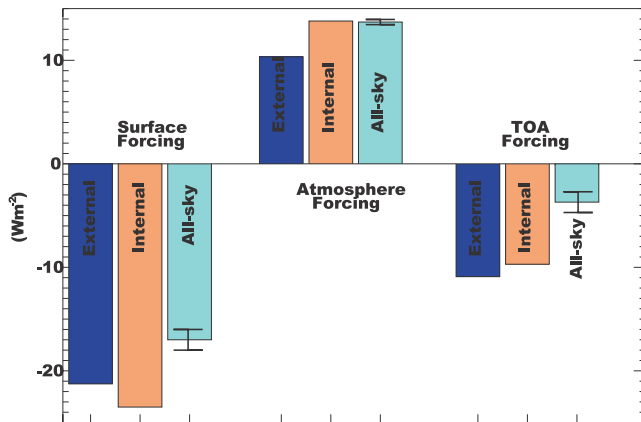 10
0
-10
-20
(Wm-2)
Surface
Forcing
External
Internal
All-sky
External
Internal
All-sky
Atmosphere
Forcing
TOA
Forcing
External
Internal
All-sky